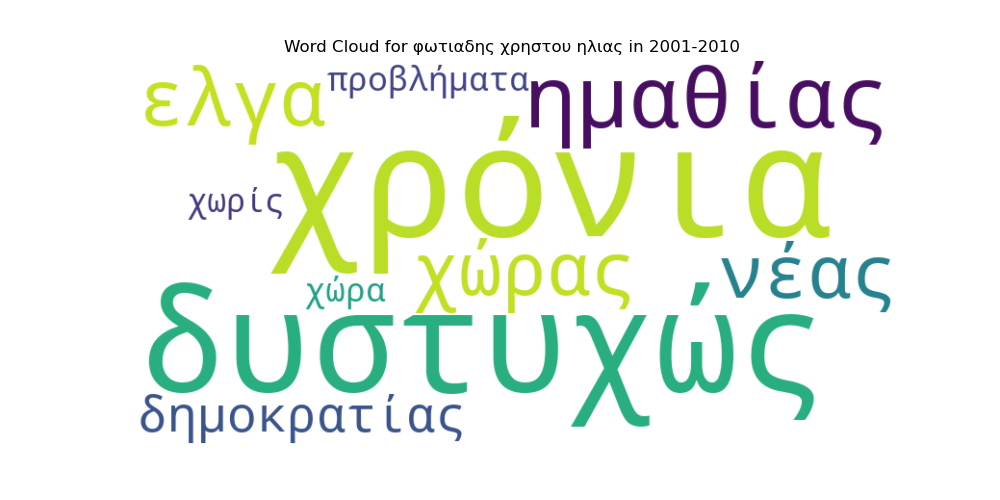 Word Cloud for φωτιαδης χρηστου ηλιας in 2001-2010
ελγα
προβλήματα
ημαθίας
χρόνια
χωρίς
χώρας
νέας
χώρα
δυστυχώς
δημοκρατίας